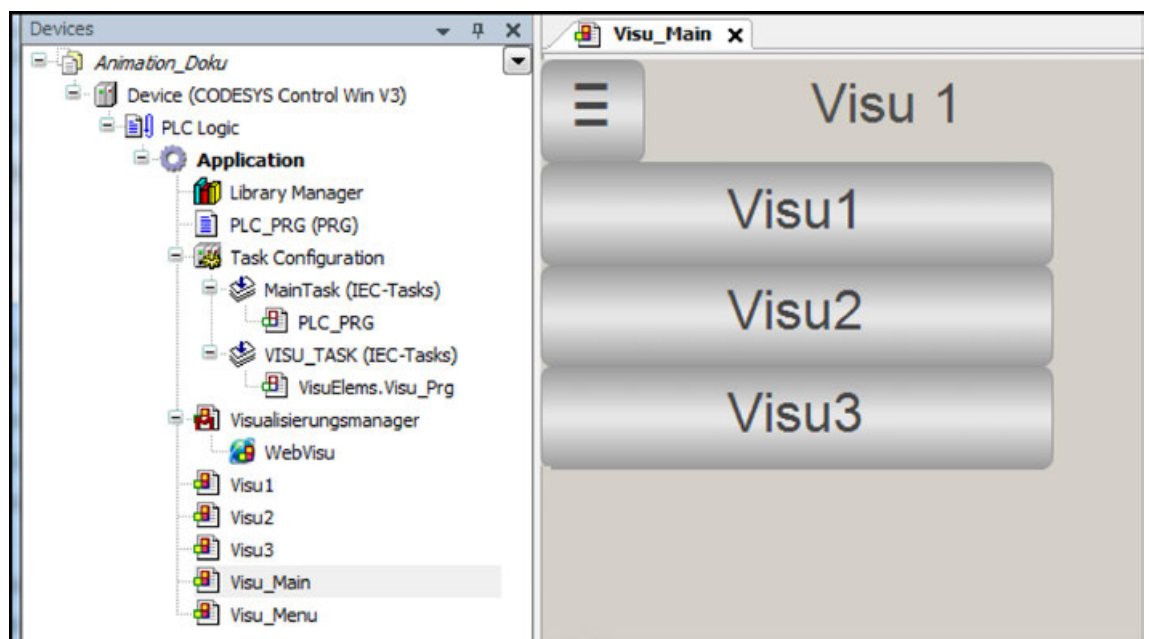 Devices
Animation_Doku
Device (CODESYS Control Win V3)
PLC Logic
Application
Library Manager
PLC_PRG (PRG)
Task Configuration
MainTask (IEC-Tasks)
PLC_PRG
VISU_TASK (IEC-Tasks)
VisuElems.Visu_Prg
Visualisierungsmanager
WebVisu
Visu1
Visu2
Visu3
Visu_Main
Visu_Menu
Visu_Main
Visu 1
Visu1
Visu2
Visu3